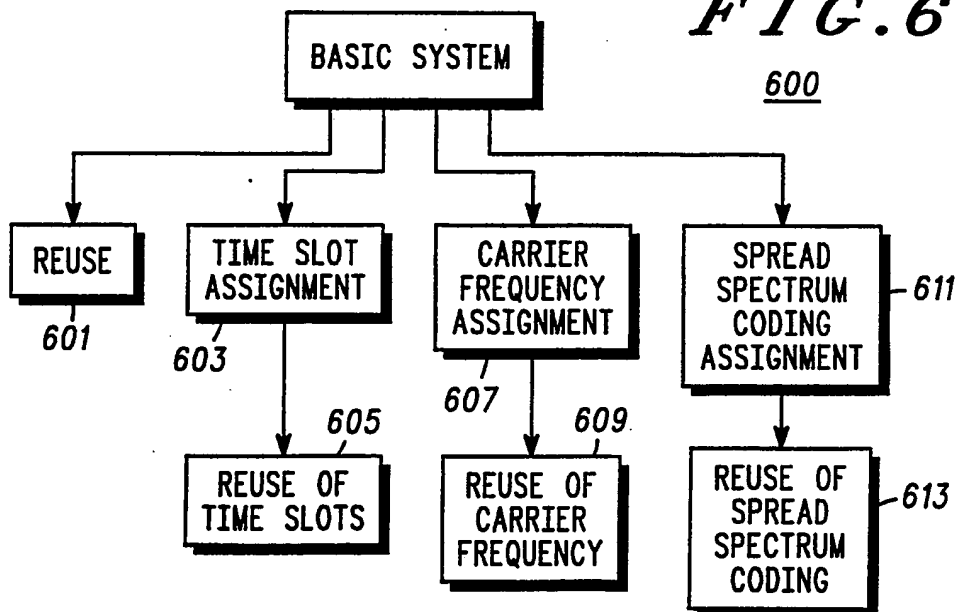 FIG.6
600
BASIC SYSTEM
REUSE
601
TIME SLOT
ASSIGNMENT
603
CARRIER
FREQUENCY
ASSIGNMENT
607
SPREAD
SPECTRUM
CODING
ASSIGNMENT
611
605
REUSE OF
TIME SLOTS
609
REUSE OF
CARRIER
FREQUENCY
REUSE OF
SPREAD
SPECTRUM
CODING
613